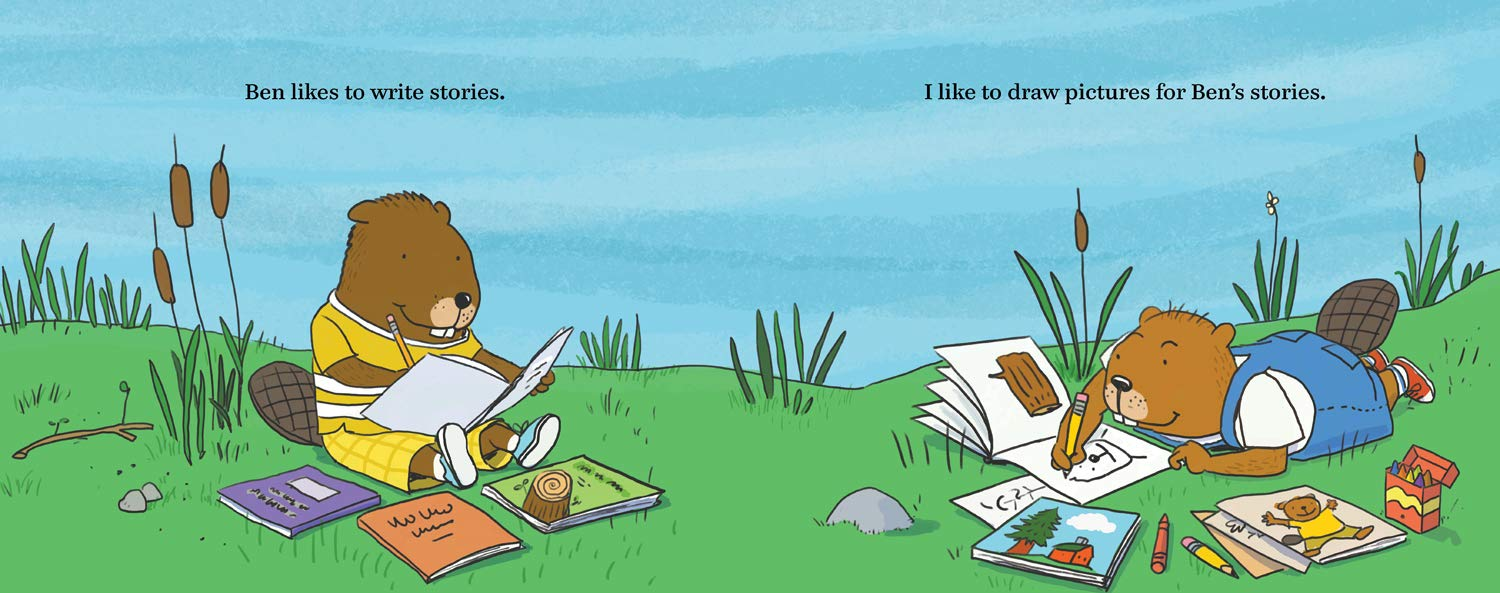 Ben likes to write stories.
I like to draw pictures for Ben's stories.